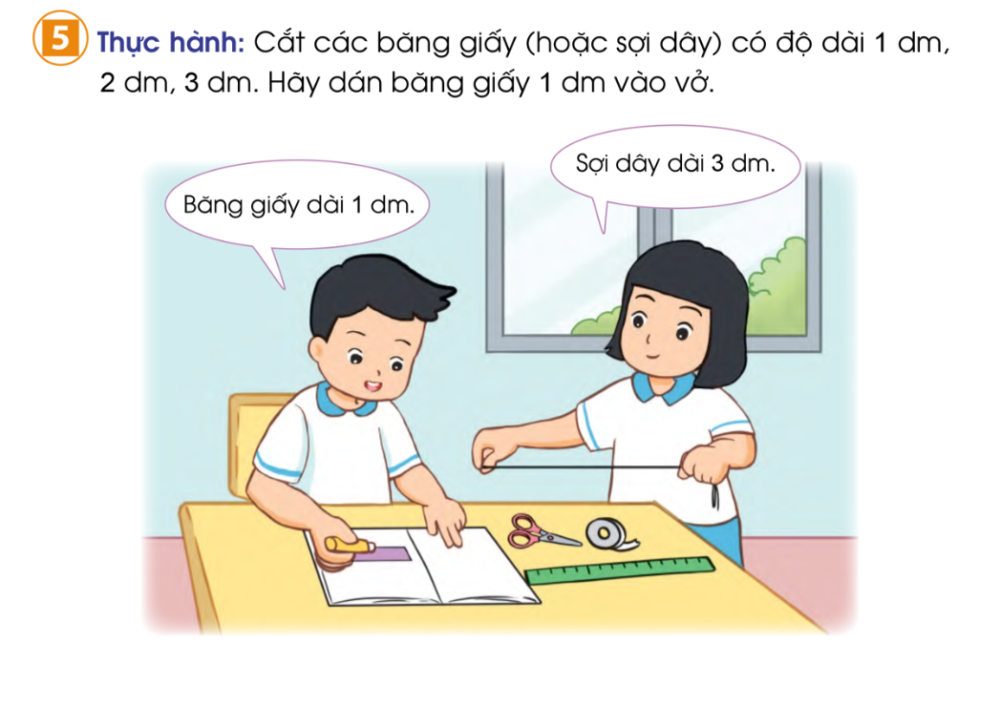 5 Thực hành: Cắt các băng giấy (hoặc sợi dây) có độ dài 1 dm,
2 dm, 3 dm. Hãy dán băng giấy 1 dm vào vở.
Sợi dây dài 3 dm.
Băng giấy dài 1 dm.